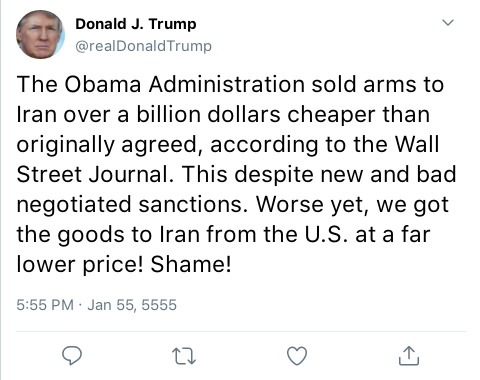 Donald J. Trump
@realDonaldTrump
The Obama Administration sold arms to
Iran over a billion dollars cheaper than
originally agreed, according to the Wall
Street Journal. This despite new and bad
negotiated sanctions. Worse yet, we got
the goods to Iran from the U.S. at a far
lower price! Shame!
5:55 PM · Jan 55, 5555